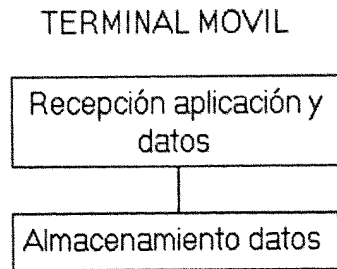 TERMINAL MOVIL
Recepción aplicación y
datos
Almacenamiento datos